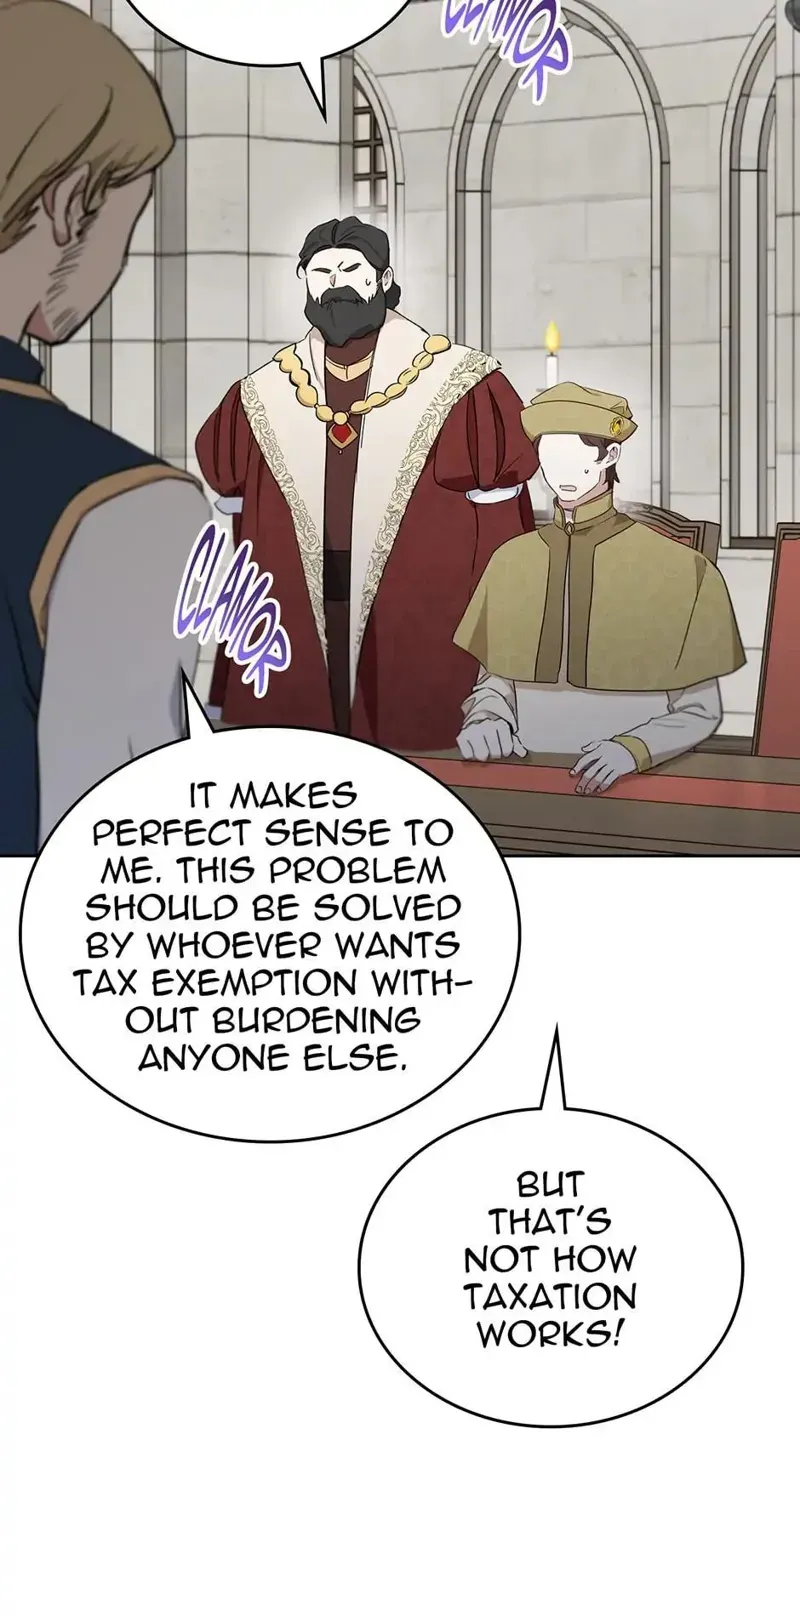 CLAMOR
CLAMOR
IT MAKES
PERFECT SENSE TO
ME. THIS PROBLEM
SHOULD BE SOLVED
BY WHOEVER WANTS
TAX EXEMPTION WITH-
OUT BURDENING
ANYONE ELSE.
BUT
THAT'S
NOT HOW
TAXATION
WORKS!